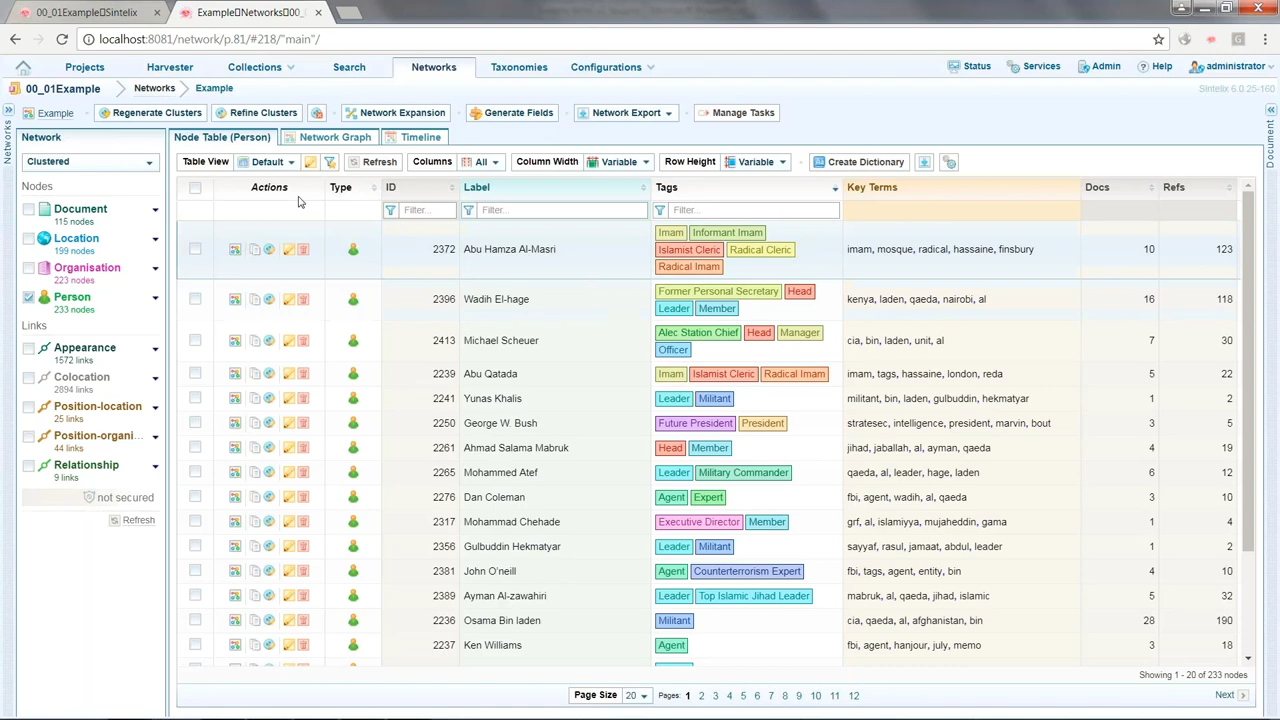 00_01Example▯Sintelix
Example▯Networks▯00_
localhost:8081/network/p.81/#218/"main"/
Projects Harvester Collections Search Networks Taxonomies Configurations Status Services Admin Help administrator
00_01Example Networks Example Sintelix 6.0.25-160
Example Regenerate Clusters Refine Clusters Network Expansion Generate Fields Network Export Manage Tasks
Networks
Document
Network
Clustered
Nodes
Document
115 nodes
Location
199 nodes
Organisation
223 nodes
Person
233 nodes
Links
Appearance
1572 links
Colocation
2894 links
Position-location
25 links
Position-organi...
44 links
Relationship
9 links
not secured
Refresh
Node Table (Person) Network Graph Timeline
Table View Default Refresh Columns All Column Width Variable Row Height Variable Create Dictionary
Actions Type ID Label Tags Key Terms Docs Refs
Filter... Filter... Filter...
Imam Informant Imam
2372 Abu Hamza Al-Masri Islamist Cleric Radical Cleric imam, mosque, radical, hassaine, finsbury 10 123
Radical Imam
Former Personal Secretary Head
2396 Wadih El-hage kenya, laden, qaeda, nairobi, al 16 118
Leader Member
Alec Station Chief Head Manager
2413 Michael Scheuer cia, bin, laden, unit, al 7 30
Officer
2239 Abu Qatada Imam Islamist Cleric Radical Imam imam, tags, hassaine, london, reda 5 22
2241 Yunas Khalis Leader Militant militant, bin, laden, gulbuddin, hekmatyar 1 2
2250 George W. Bush Future President President stratesec, intelligence, president, marvin, bout 3 5
2261 Ahmad Salama Mabruk Head Member jihad, jaballah, al, ayman, qaeda 4 19
2265 Mohammed Atef Leader Military Commander qaeda, al, leader, hage, laden 6 12
2276 Dan Coleman Agent Expert fbi, agent, wadih, al, qaeda 3 10
2317 Mohammad Chehade Executive Director Member grf, al, islamiyya, mujaheddin, gama 1 4
2356 Gulbuddin Hekmatyar Leader Militant sayyaf, rasul, jamaat, abdul, leader 1 2
2381 John O'neill Agent Counterterrorism Expert fbi, tags, agent, entity, bin 4 10
2389 Ayman Al-zawahiri Leader Top Islamic Jihad Leader mabruk, al, qaeda, jihad, islamic 5 32
2236 Osama Bin laden Militant cia, qaeda, al, afghanistan, bin 28 190
2237 Ken Williams Agent fbi, agent, hanjour, july, memo 3 18
Showing 1 - 20 of 233 nodes
Page Size 20 Pages: 1 2 3 4 5 6 7 8 9 10 11 12 Next